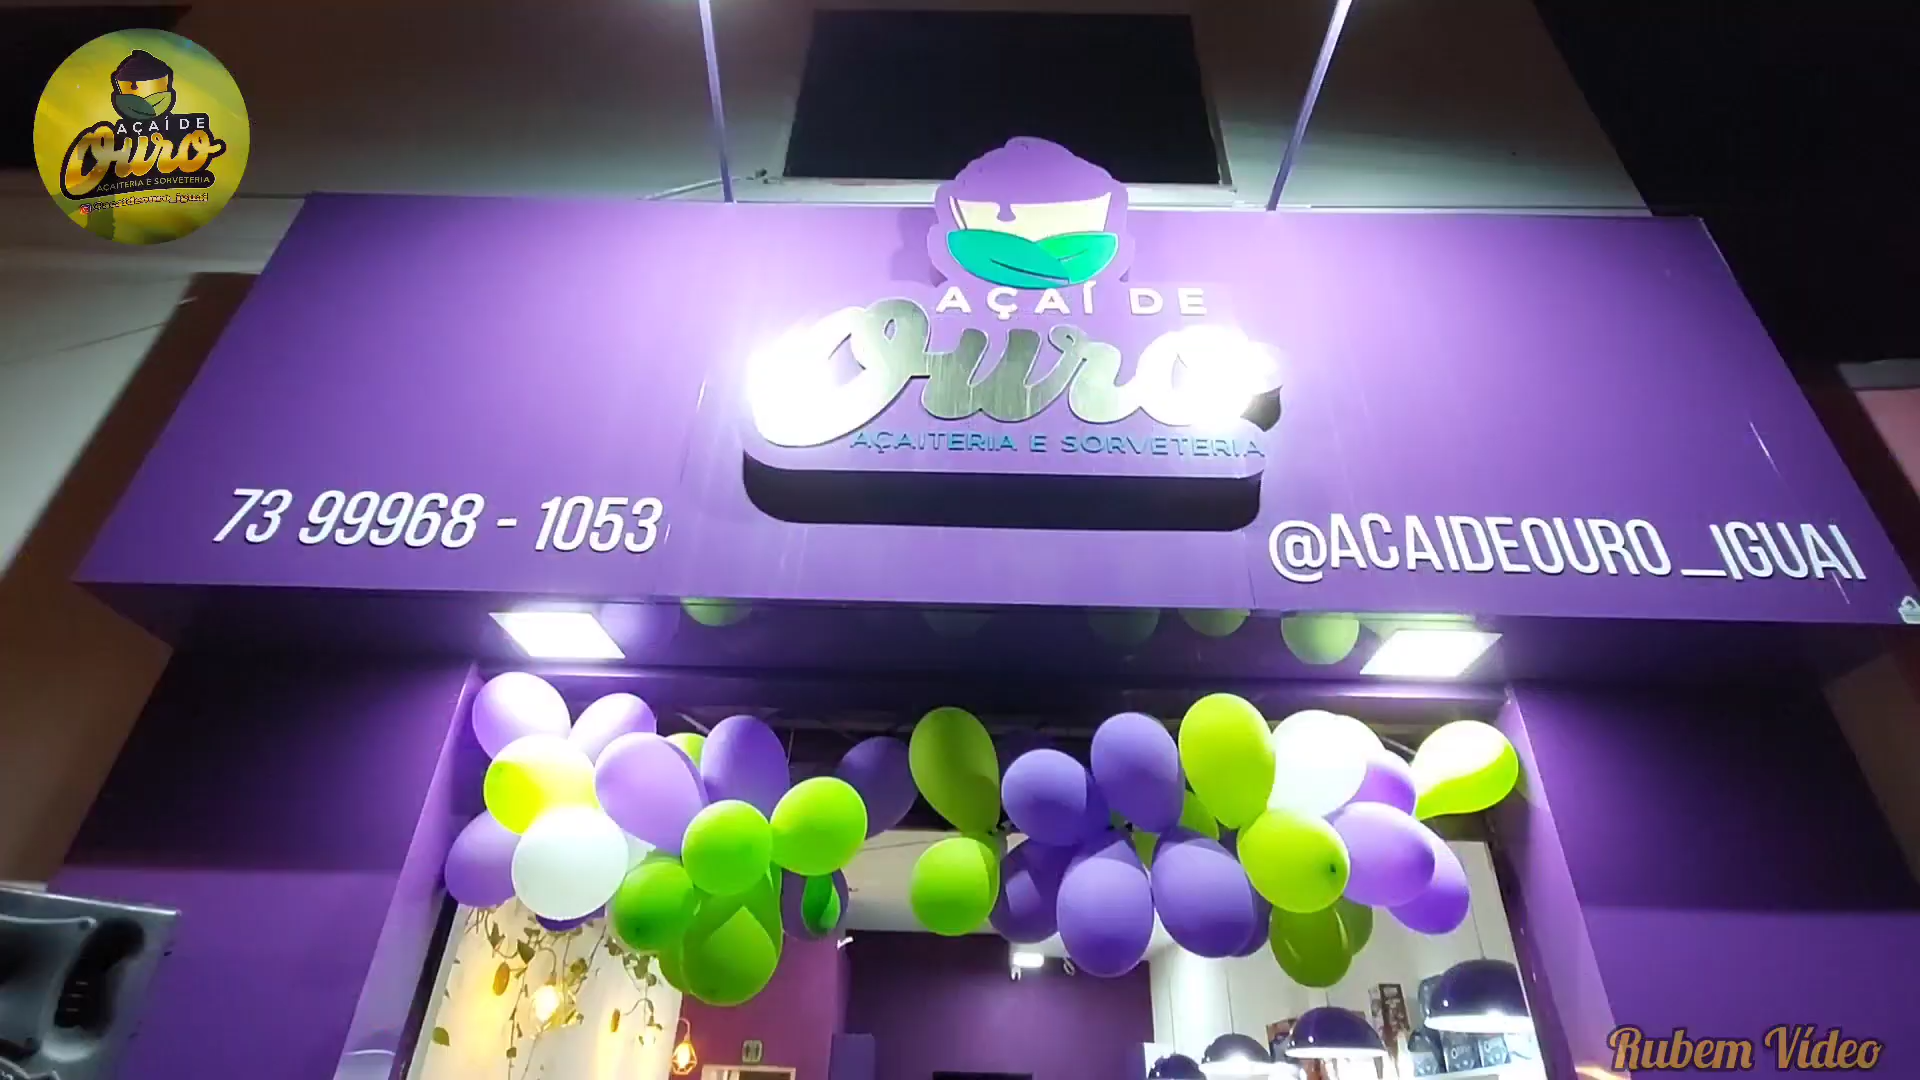 AÇAÍ DE
Ouro
AÇAITERIA E SORVETERIA
AÇAÍ DE
Ouro
AÇAITERIA E SORVETERIA
73 99968 - 1053
@ACAIDEOURO_IGUAI
Rubem Vídeo